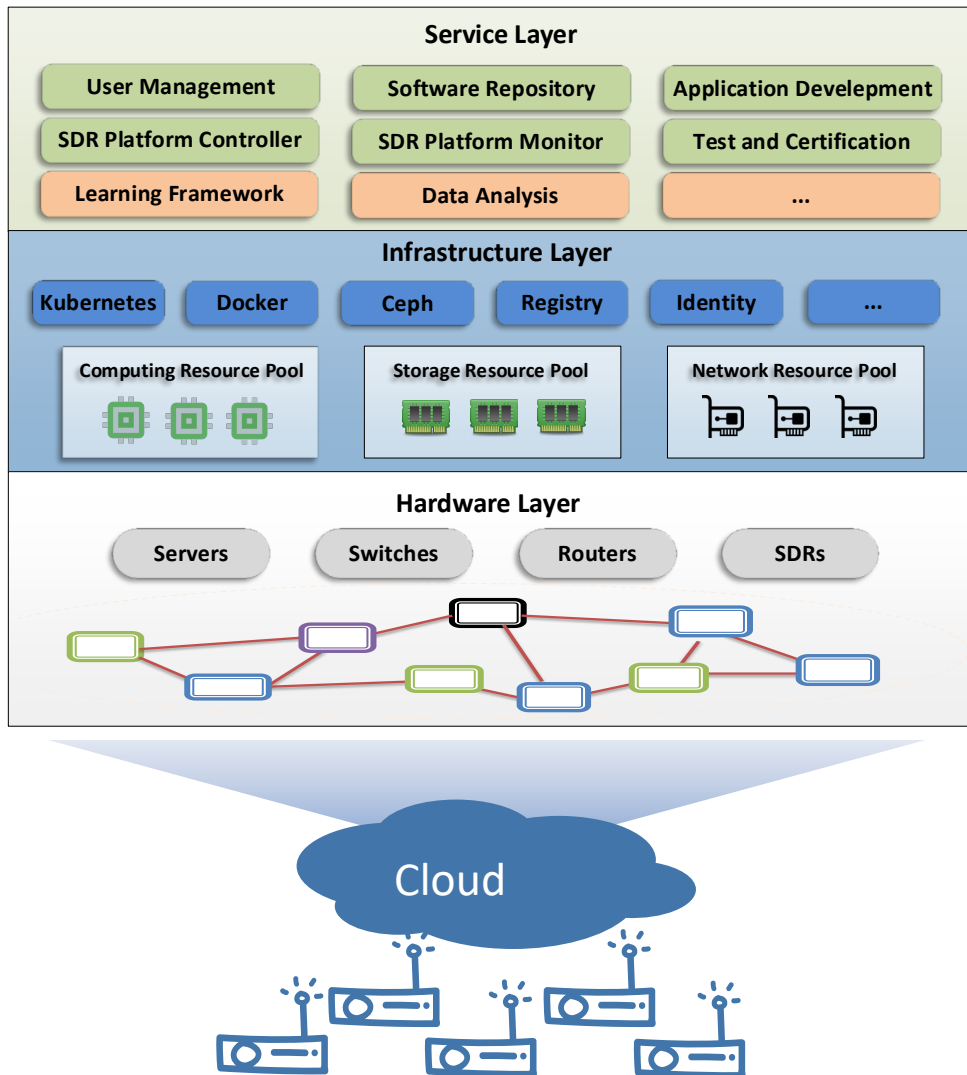 Service Layer
User Management
Software Repository
Application Develepment
SDR Platform Controller
SDR Platform Monitor
Test and Certification
Learning Framework
Data Analysis
...
Infrastructure Layer
Kubernetes
Docker
Ceph
Registry
Identity
...
Computing Resource Pool
Storage Resource Pool
Network Resource Pool
Hardware Layer
Servers
Switches
Routers
SDRs
Cloud